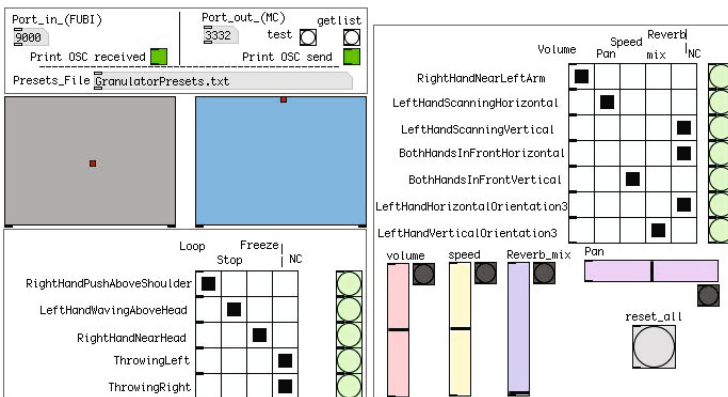 Port_in_(FUBI)
9000
Print OSC received
Port_out_(MC)
3332
test
getlist
Print OSC send
Presets_File GranulatorPresets.txt
Loop
Stop
Freeze
NC
RightHandPushAboveShoulder
LeftHandWavingAboveHead
RightHandNearHead
ThrowingLeft
ThrowingRight
Volume
Pan
Speed
Reverb
mix
NC
RightHandNearLeftArm
LeftHandScanningHorizontal
LeftHandScanningVertical
BothHandsInFrontHorizontal
BothHandsInFrontVertical
LeftHandHorizontalOrientation3
LeftHandVerticalOrientation3
volume
speed
Reverb_mix
Pan
reset_all